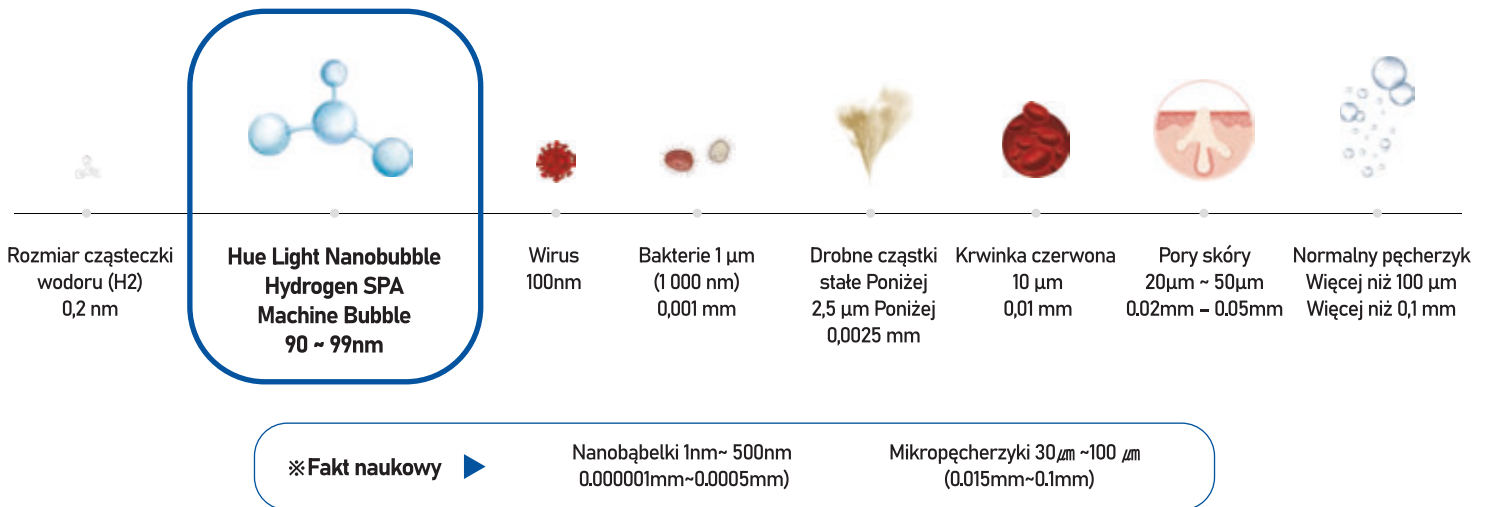 Rozmiar cząsteczki
wodoru (H2)
0,2 nm
Hue Light Nanobubble
Hydrogen SPA
Machine Bubble
90 ~ 99nm
Wirus
100nm
Bakterie 1 µm
(1 000 nm)
0,001 mm
Drobne cząstki
stałe Poniżej
2,5 µm Poniżej
0,0025 mm
Krwinka czerwona
10 µm
0,01 mm
Pory skóry
20µm ~ 50µm
0.02mm – 0.05mm
Normalny pęcherzyk
Więcej niż 100 µm
Więcej niż 0,1 mm
※Fakt naukowy
Nanobąbelki 1nm~ 500nm
0.000001mm~0.0005mm)
Mikropęcherzyki 30㎛ ~100 ㎛
(0.015mm~0.1mm)